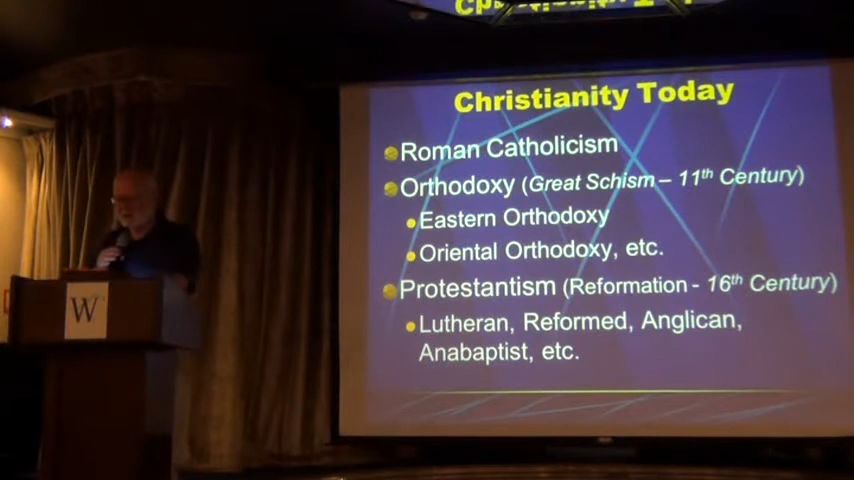 Christianity Today
Roman Catholicism
Orthodoxy (Great Schism – 11th Century)
Eastern Orthodoxy
Oriental Orthodoxy, etc.
Protestantism (Reformation - 16th Century)
Lutheran, Reformed, Anglican,
Anabaptist, etc.
W